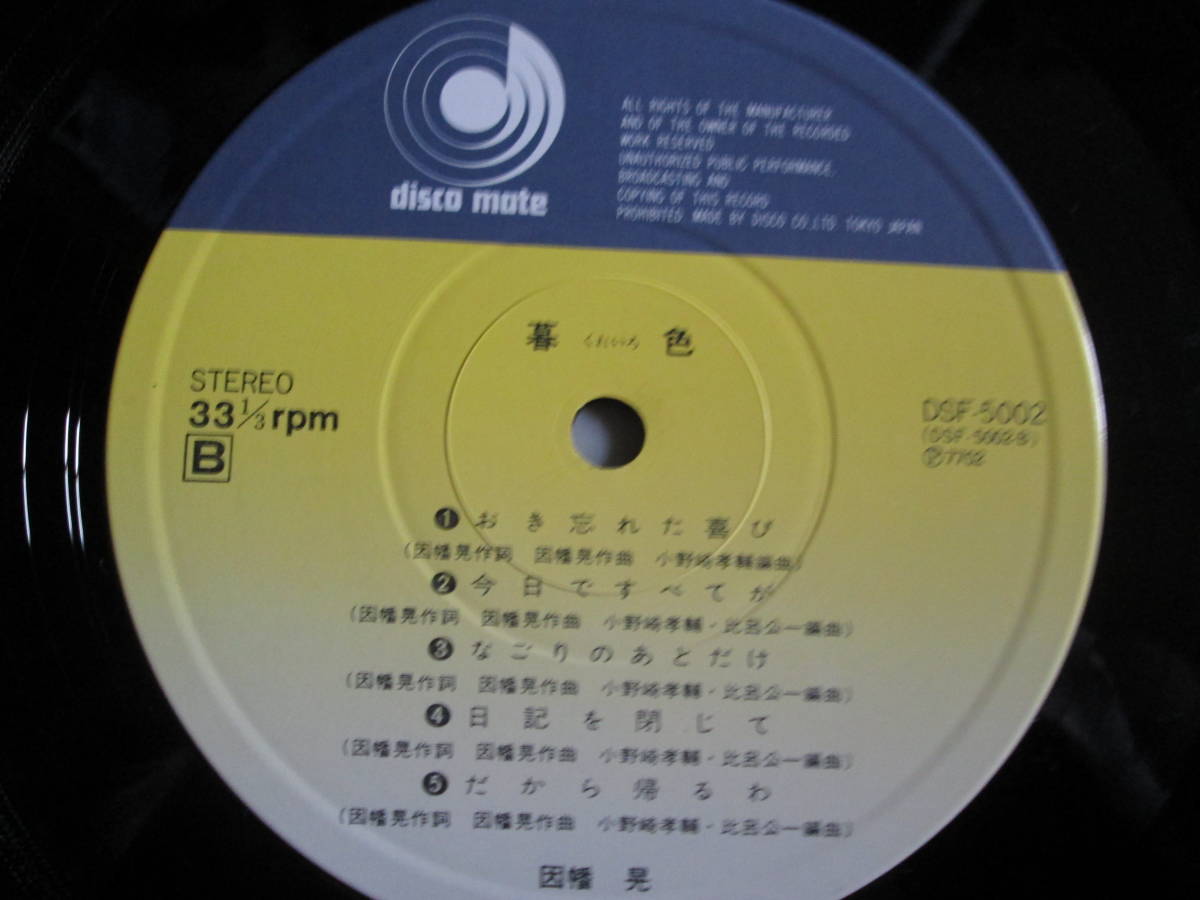 disco mate
ALL RIGHTS OF THE MANUFACTURER
AND OF THE OWNER OF THE RECORDED
WORK RESERVED
UNAUTHORIZED PUBLIC PERFORMANCE,
BROADCASTING AND
COPYING OF THIS RECORD
PROHIBITED. MADE BY DISCO CO.,LTD. TOKYO JAPAN
暮 くれいろ 色
STEREO
33 1/3 rpm
B
DSF-5002
(DSF-5002-B)
Ⓟ7702
❶ おき忘れた喜び
(因幡晃作詞 因幡晃作曲 小野崎孝輔編曲)
❷ 今日ですべてが
(因幡晃作詞 因幡晃作曲 小野崎孝輔・比呂公一編曲)
❸ なごりのあとだけ
(因幡晃作詞 因幡晃作曲 小野崎孝輔・比呂公一編曲)
❹ 日記を閉じて
(因幡晃作詞 因幡晃作曲 小野崎孝輔・比呂公一編曲)
❺ だから帰るわ
(因幡晃作詞 因幡晃作曲 小野崎孝輔・比呂公一編曲)
因幡 晃